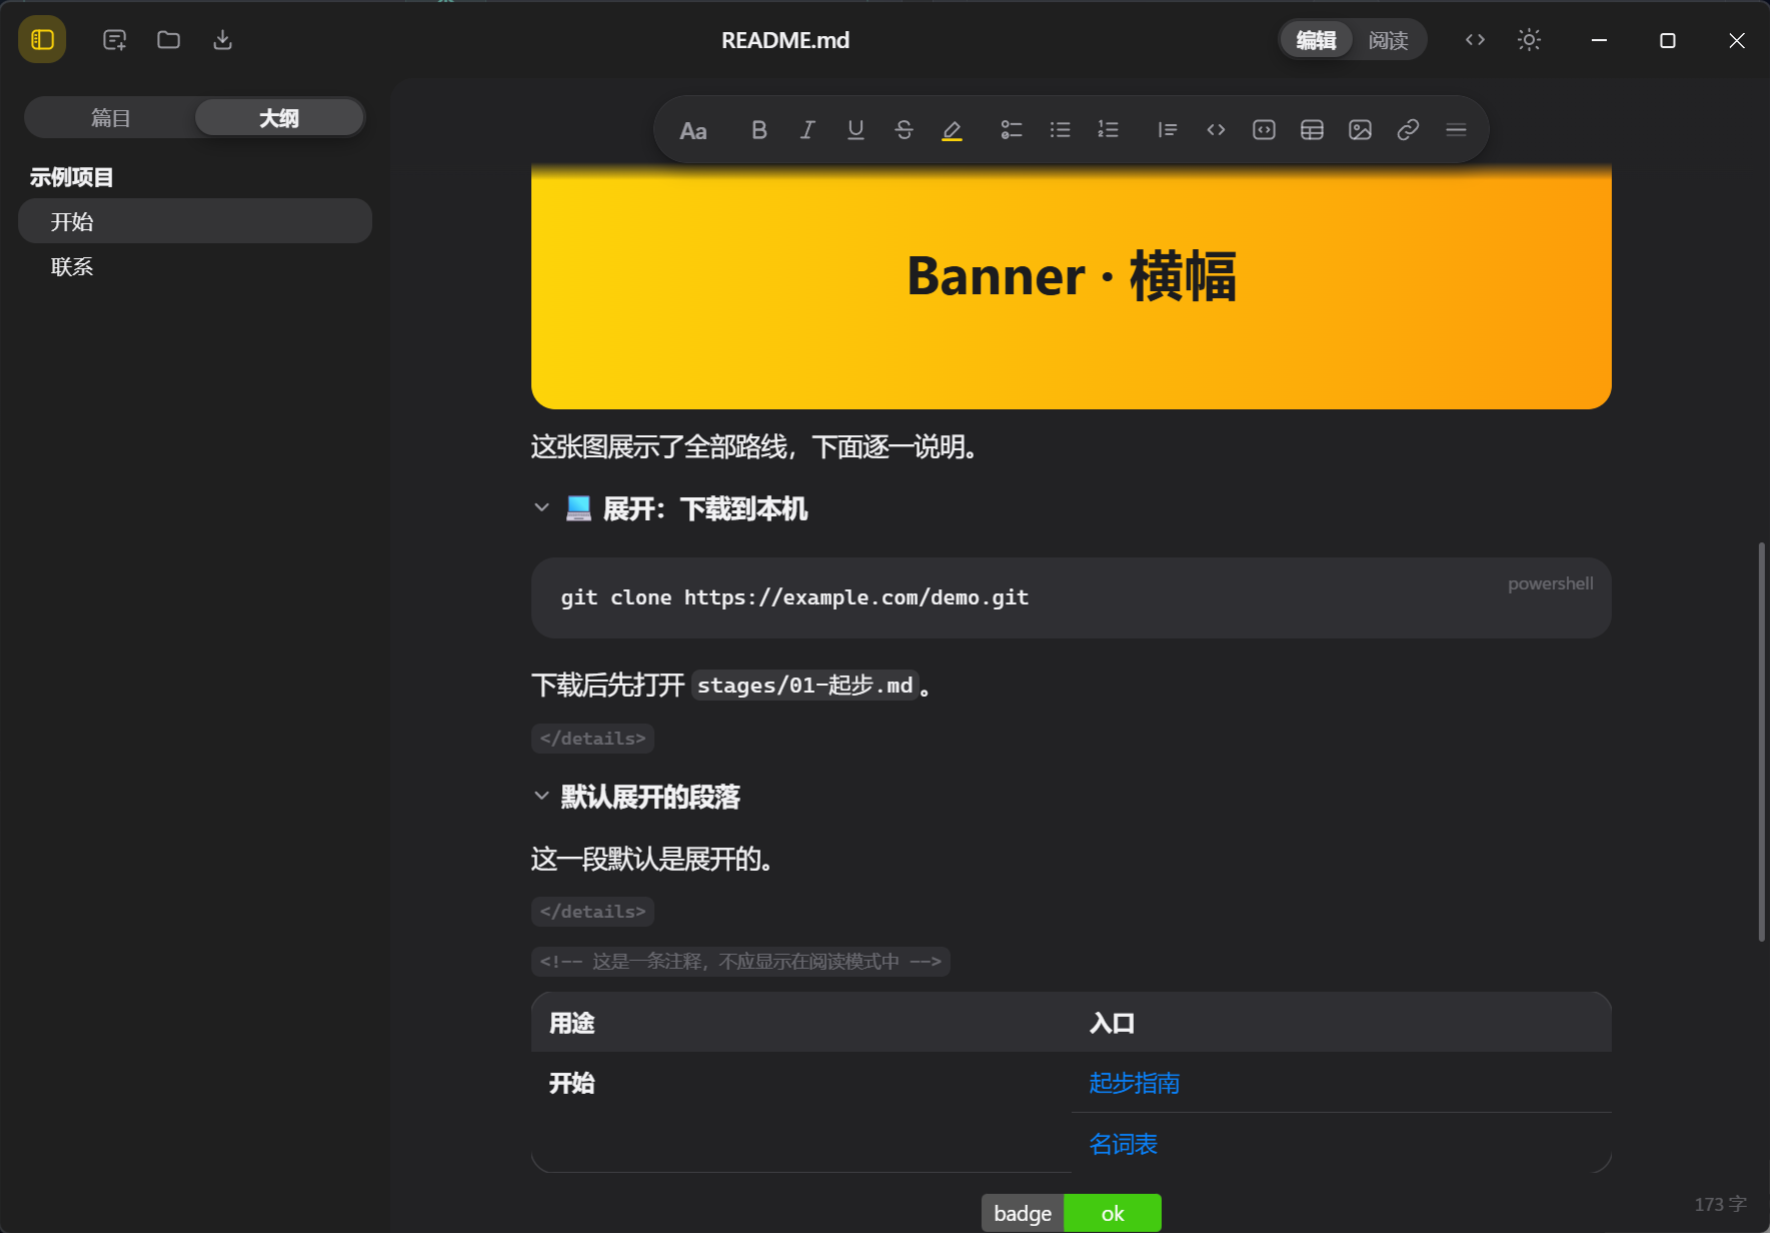 README.md
编辑
阅读
篇目
大纲
示例项目
开始
联系
Aa
Banner · 横幅
这张图展示了全部路线，下面逐一说明。
展开：下载到本机
powershell
git clone https://example.com/demo.git
下载后先打开 stages/01-起步.md。
</details>
默认展开的段落
这一段默认是展开的。
</details>
<!-- 这是一条注释，不应显示在阅读模式中 -->
用途 入口
开始 起步指南
名词表
badge ok
173 字